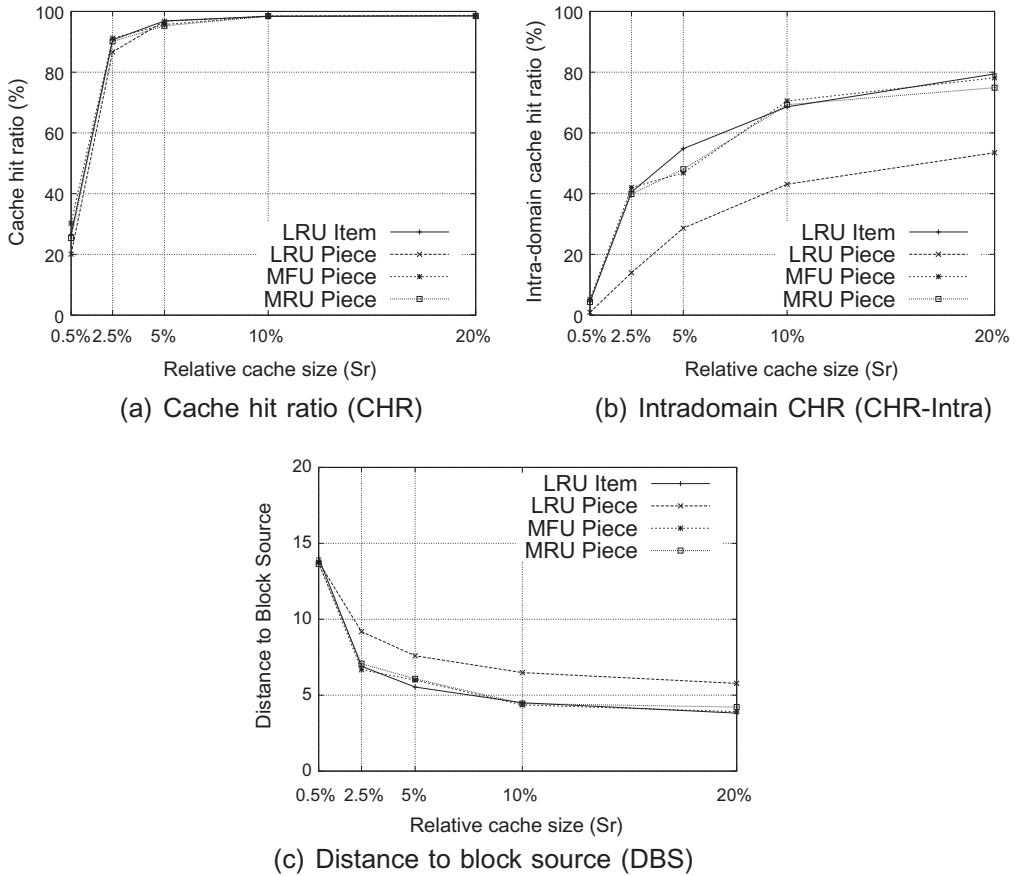 Cache hit ratio (%)
100
80
60
40
20
0
LRU Item
LRU Piece
MFU Piece
MRU Piece
0.5% 2.5% 5% 10% 20%
Relative cache size (Sr)
(a) Cache hit ratio (CHR)
Intra-domain cache hit ratio (%)
100
80
60
40
20
0
LRU Item
LRU Piece
MFU Piece
MRU Piece
0.5% 2.5% 5% 10% 20%
Relative cache size (Sr)
(b) Intradomain CHR (CHR-Intra)
Distance to Block Source
20
15
10
5
0
LRU Item
LRU Piece
MFU Piece
MRU Piece
0.5% 2.5% 5% 10% 20%
Relative cache size (Sr)
(c) Distance to block source (DBS)